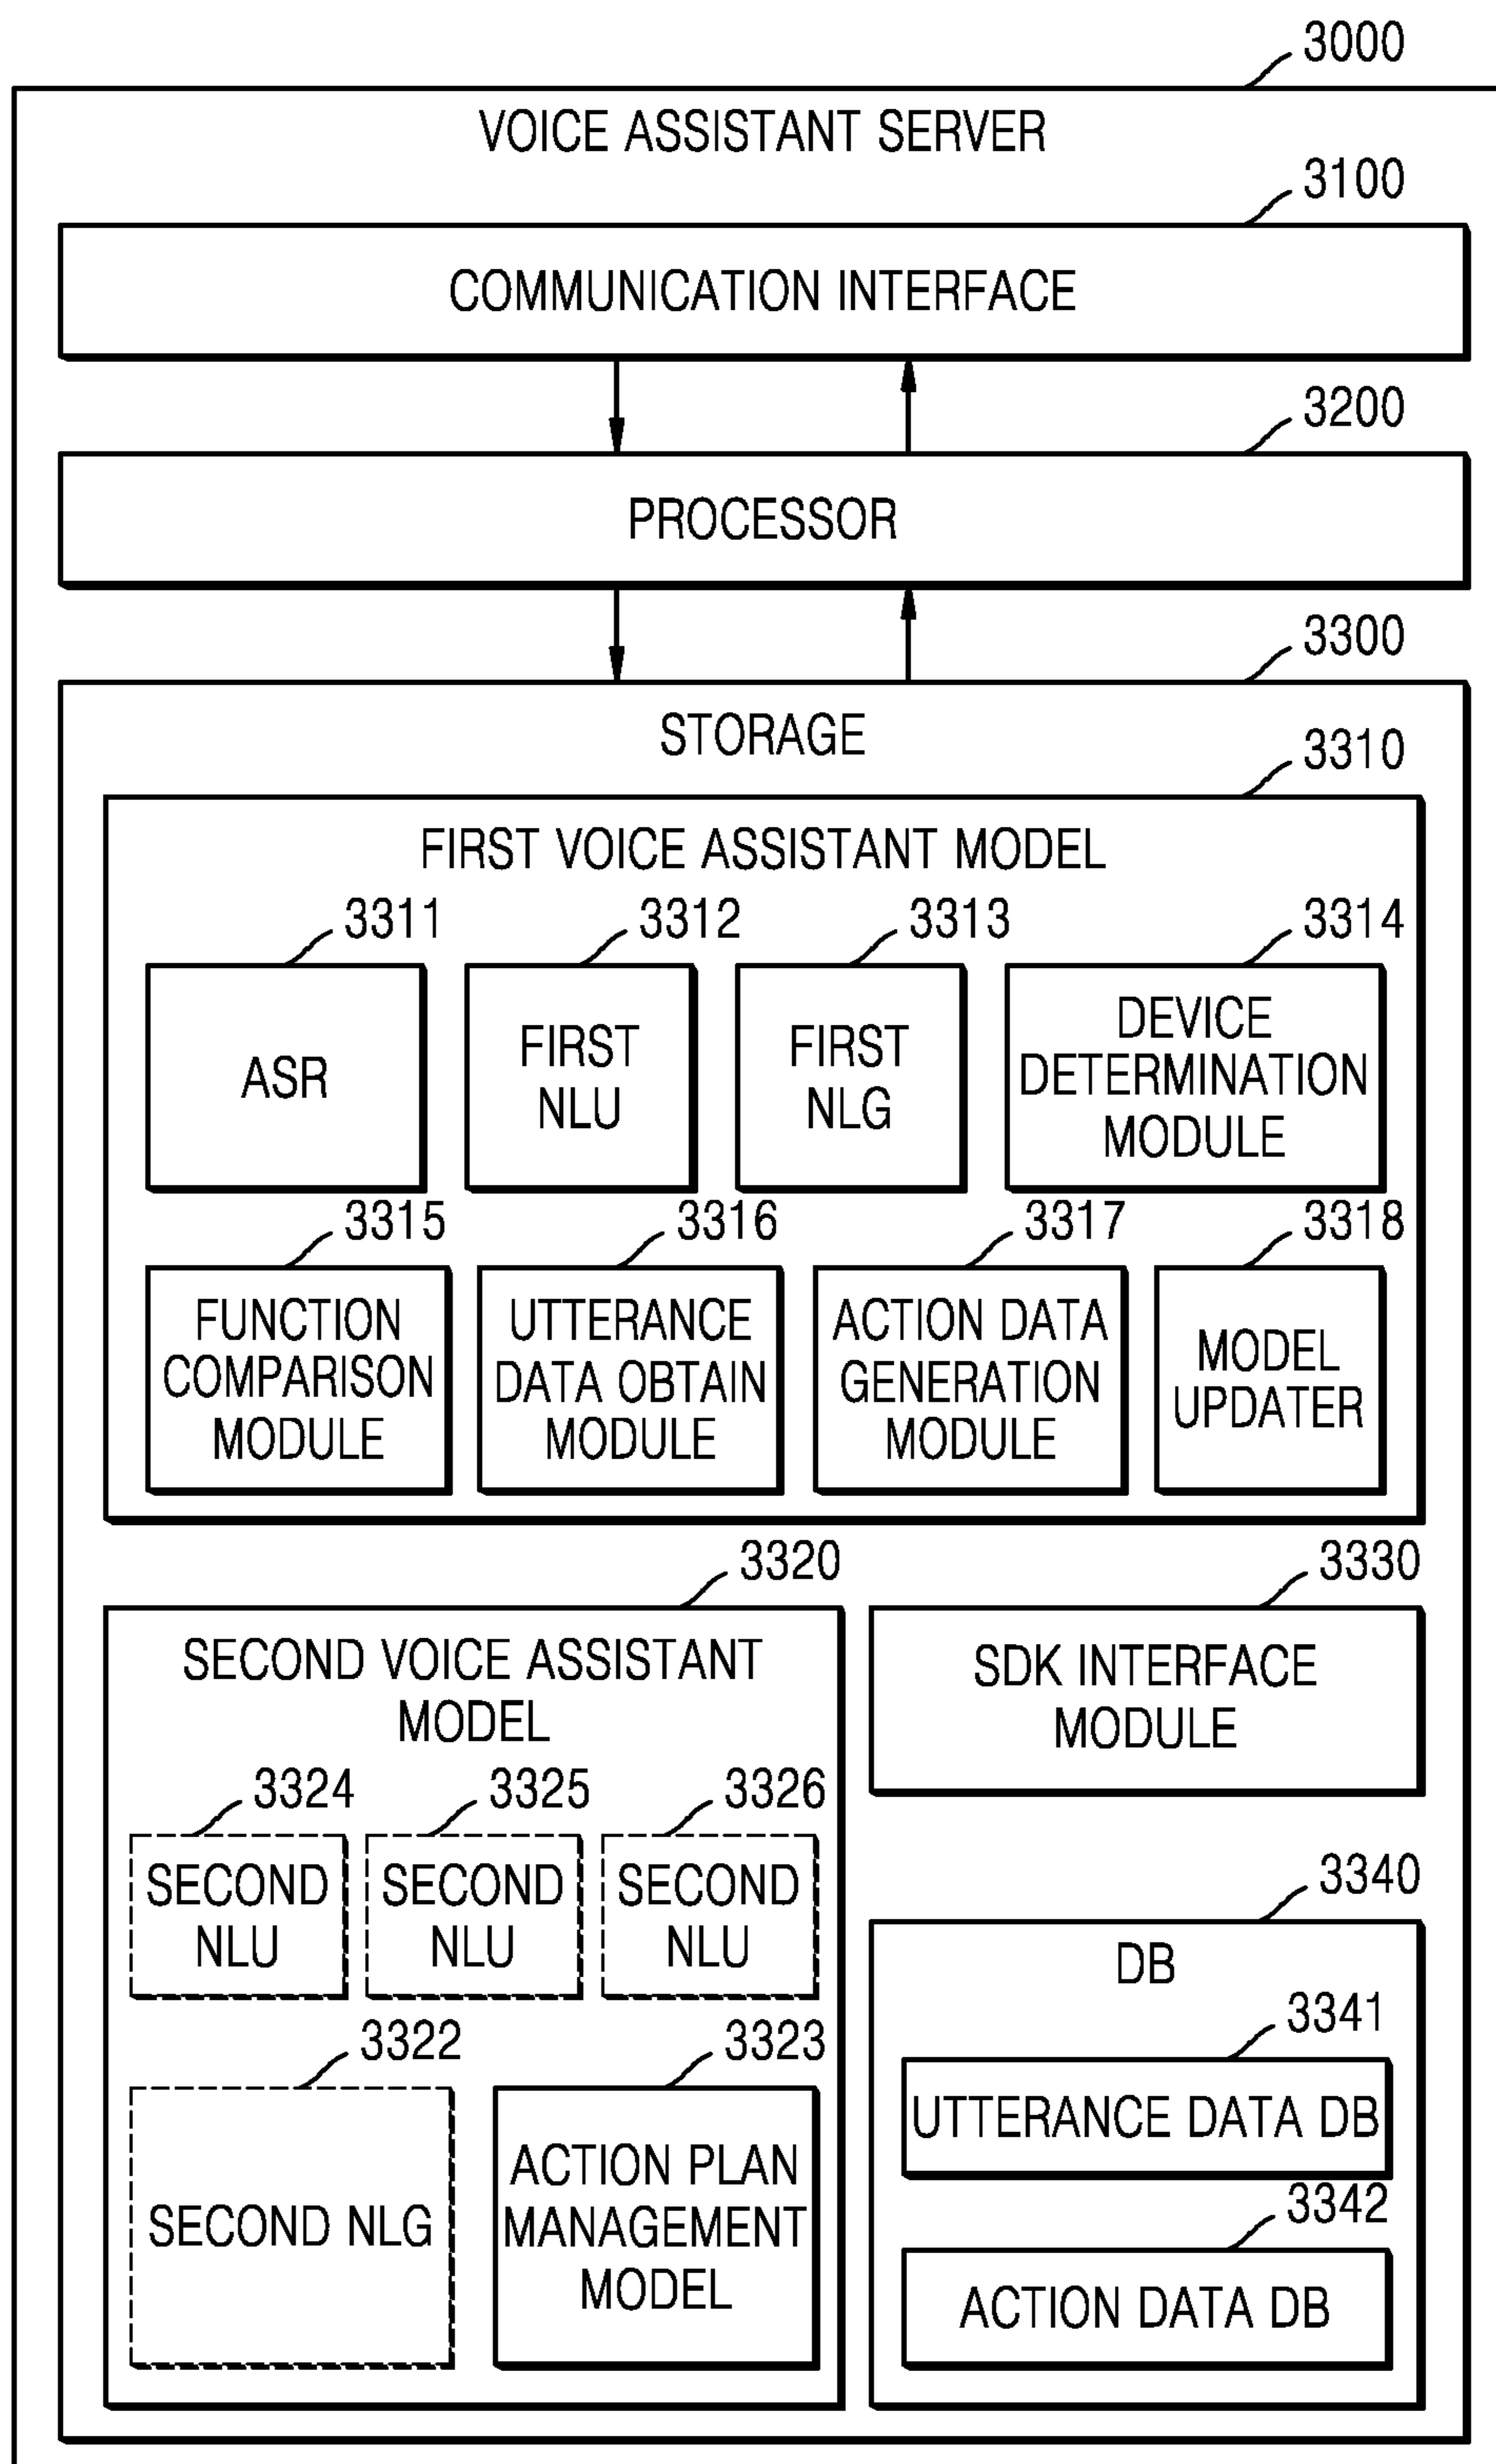 3000
VOICE ASSISTANT SERVER
3100
COMMUNICATION INTERFACE
3200
PROCESSOR
3300
STORAGE
3310
FIRST VOICE ASSISTANT MODEL
3311
ASR
3312
FIRST
NLU
3313
FIRST
NLG
3314
DEVICE
DETERMINATION
MODULE
3315
FUNCTION
COMPARISON
MODULE
3316
UTTERANCE
DATA OBTAIN
MODULE
3317
ACTION DATA
GENERATION
MODULE
3318
MODEL
UPDATER
3320
SECOND VOICE ASSISTANT
MODEL
3324
SECOND
NLU
3325
SECOND
NLU
3326
SECOND
NLU
3322
SECOND NLG
3323
ACTION PLAN
MANAGEMENT
MODEL
3330
SDK INTERFACE
MODULE
3340
DB
3341
UTTERANCE DATA DB
3342
ACTION DATA DB